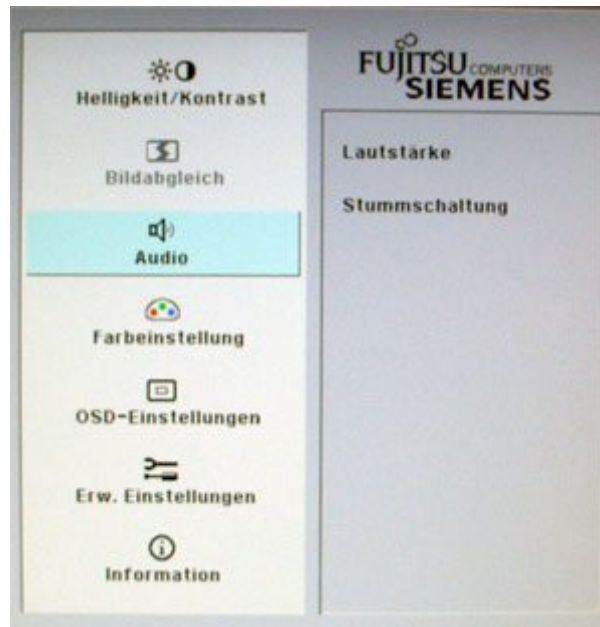 Helligkeit/Kontrast
Bildabgleich
Audio
Farbeinstellung
OSD-Einstellungen
Erw. Einstellungen
Information
FUJITSU COMPUTERS
SIEMENS
Lautstärke
Stummschaltung